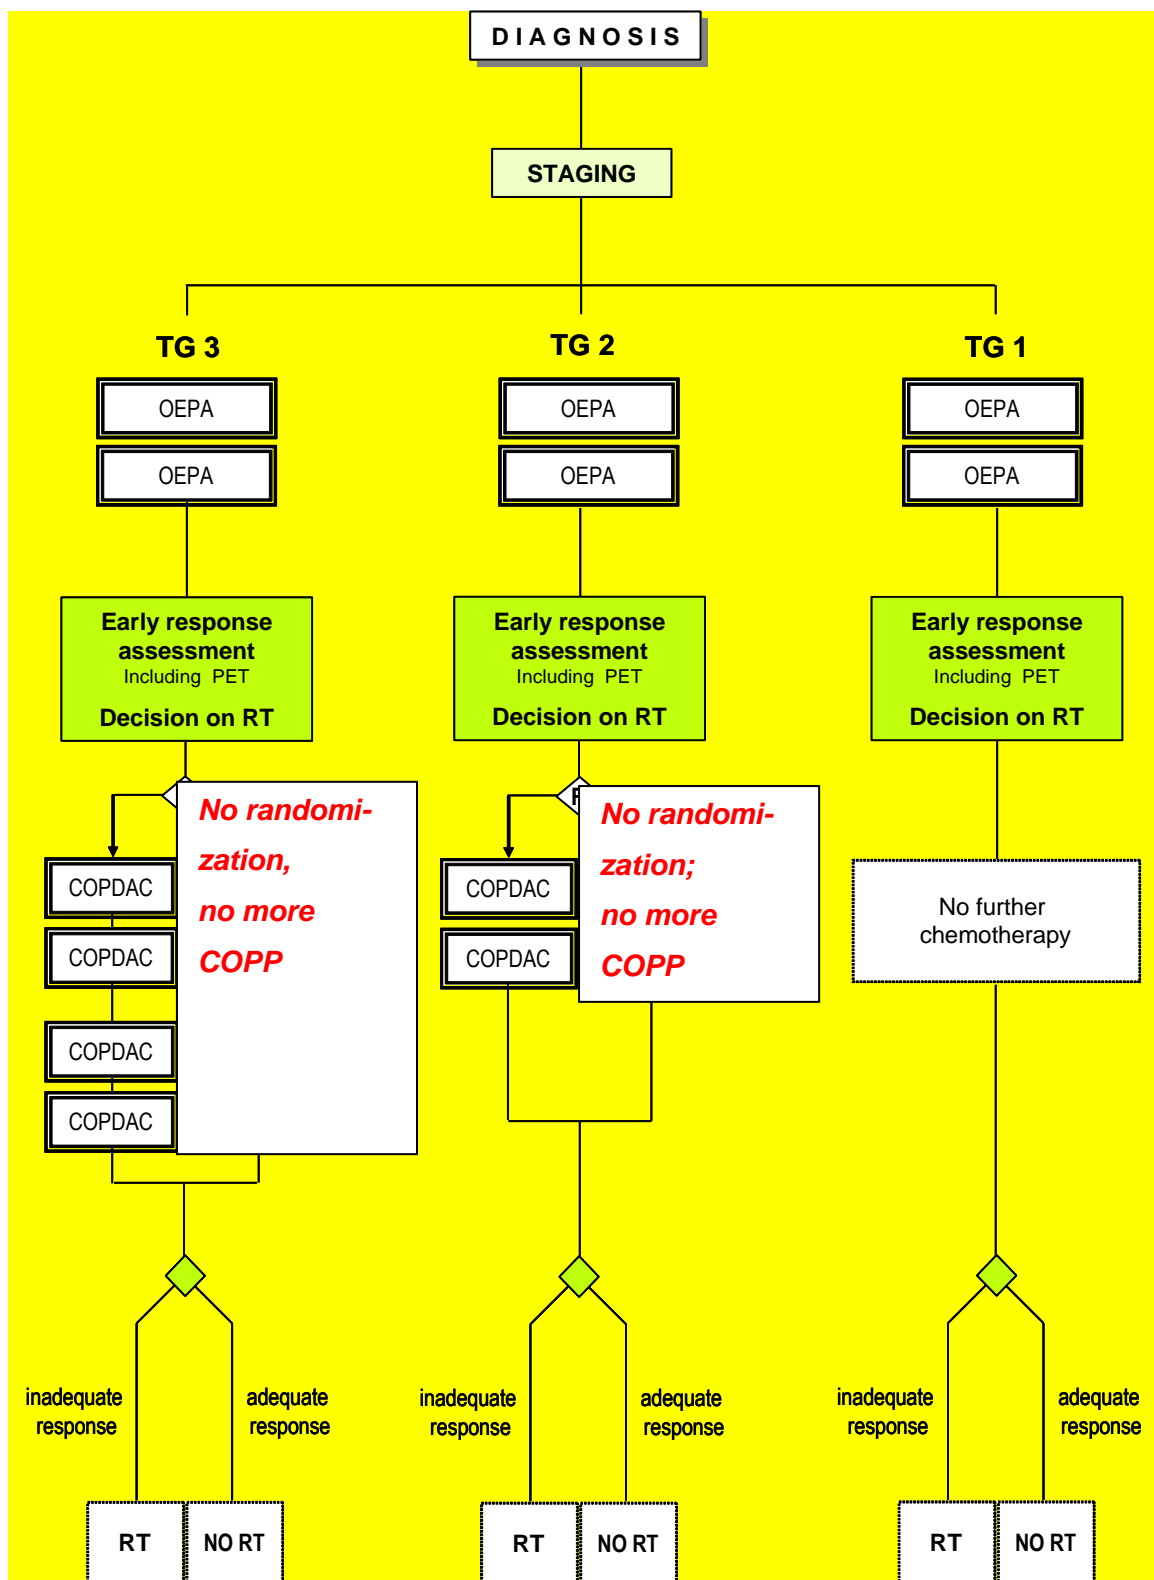 D I A G N O S I S
STAGING
TG 3
OEPA
OEPA
Early response
assessment
Including PET
Decision on RT
No randomi-
zation,
no more
COPP
COPDAC
COPDAC
COPDAC
COPDAC
inadequate
response
adequate
response
RT
NO RT
TG 2
OEPA
OEPA
Early response
assessment
Including PET
Decision on RT
No randomi-
zation;
no more
COPP
COPDAC
COPDAC
inadequate
response
adequate
response
RT
NO RT
TG 1
OEPA
OEPA
Early response
assessment
Including PET
Decision on RT
No further
chemotherapy
inadequate
response
adequate
response
RT
NO RT